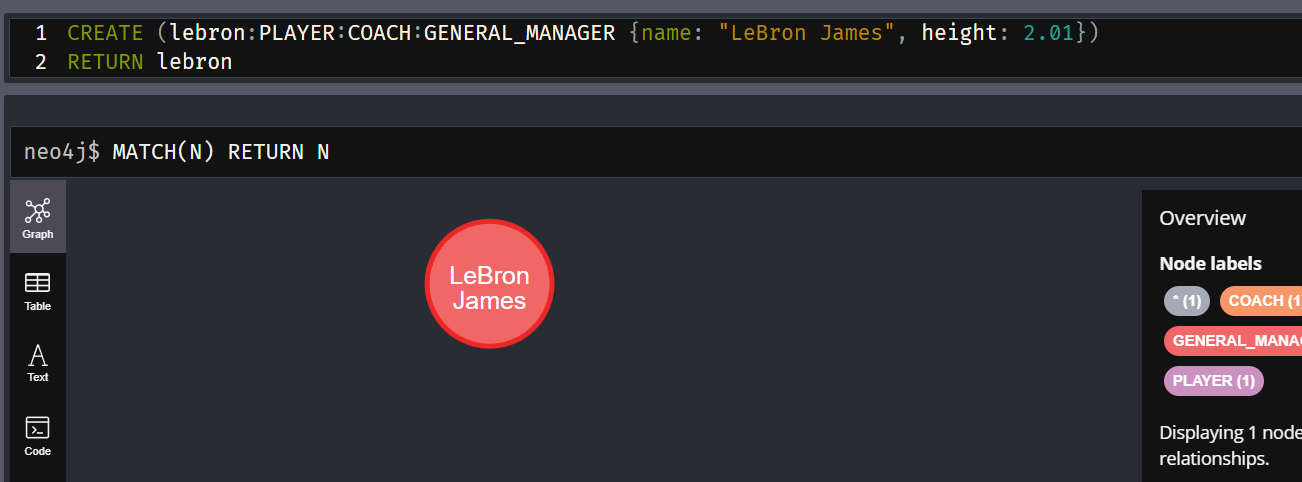 1 CREATE (lebron:PLAYER:COACH:GENERAL_MANAGER {name: "LeBron James", height: 2.01})
2 RETURN lebron
neo4j$ MATCH(N) RETURN N
Graph
Table
Text
Code
LeBron
James
Overview
Node labels
* (1) COACH (1
GENERAL_MANA
PLAYER (1)
Displaying 1 node
relationships.